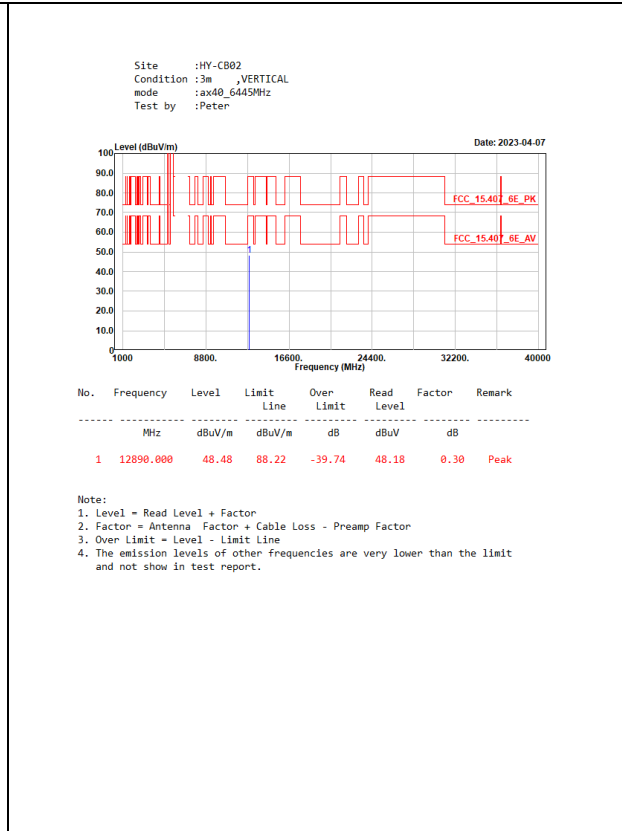 Site :HY-CB02
Condition :3m ,VERTICAL
mode :ax40_6445MHz
Test by :Peter
Level (dBuV/m)
Date: 2023-04-07
100
90.0
80.0
70.0
60.0
50.0
40.0
30.0
20.0
10.0
0
FCC_15.407_6E_PK
FCC_15.407_6E_AV
1
1000 8800. 16600. 24400. 32200. 40000
Frequency (MHz)
No. Frequency Level Limit Over Read Factor Remark
Line Limit Level
------ ----------- -------- --------- --------- -------- -------- ---------
MHz dBuV/m dBuV/m dB dBuV dB
1 12890.000 48.48 88.22 -39.74 48.18 0.30 Peak
Note:
1. Level = Read Level + Factor
2. Factor = Antenna Factor + Cable Loss - Preamp Factor
3. Over Limit = Level - Limit Line
4. The emission levels of other frequencies are very lower than the limit
and not show in test report.